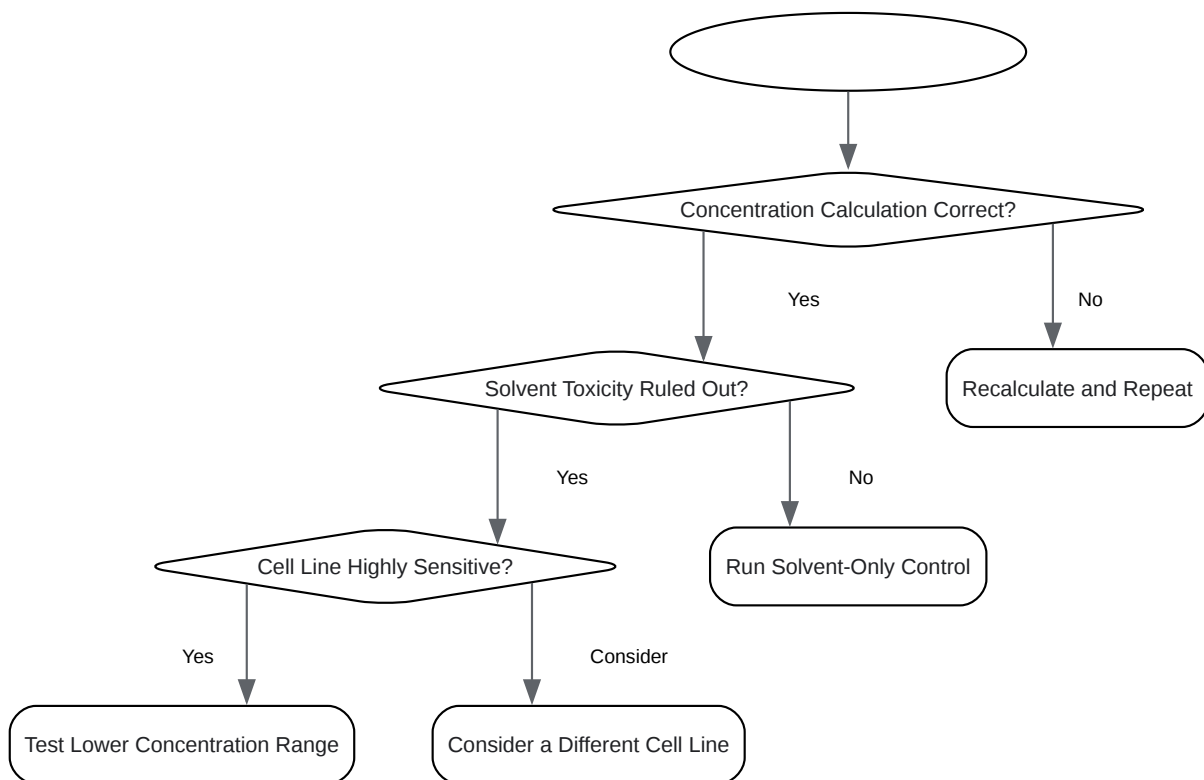 Concentration Calculation Correct?
Yes
No
Solvent Toxicity Ruled Out?
Recalculate and Repeat
Yes
No
Cell Line Highly Sensitive?
Run Solvent-Only Control
Yes
Consider
Test Lower Concentration Range
Consider a Different Cell Line